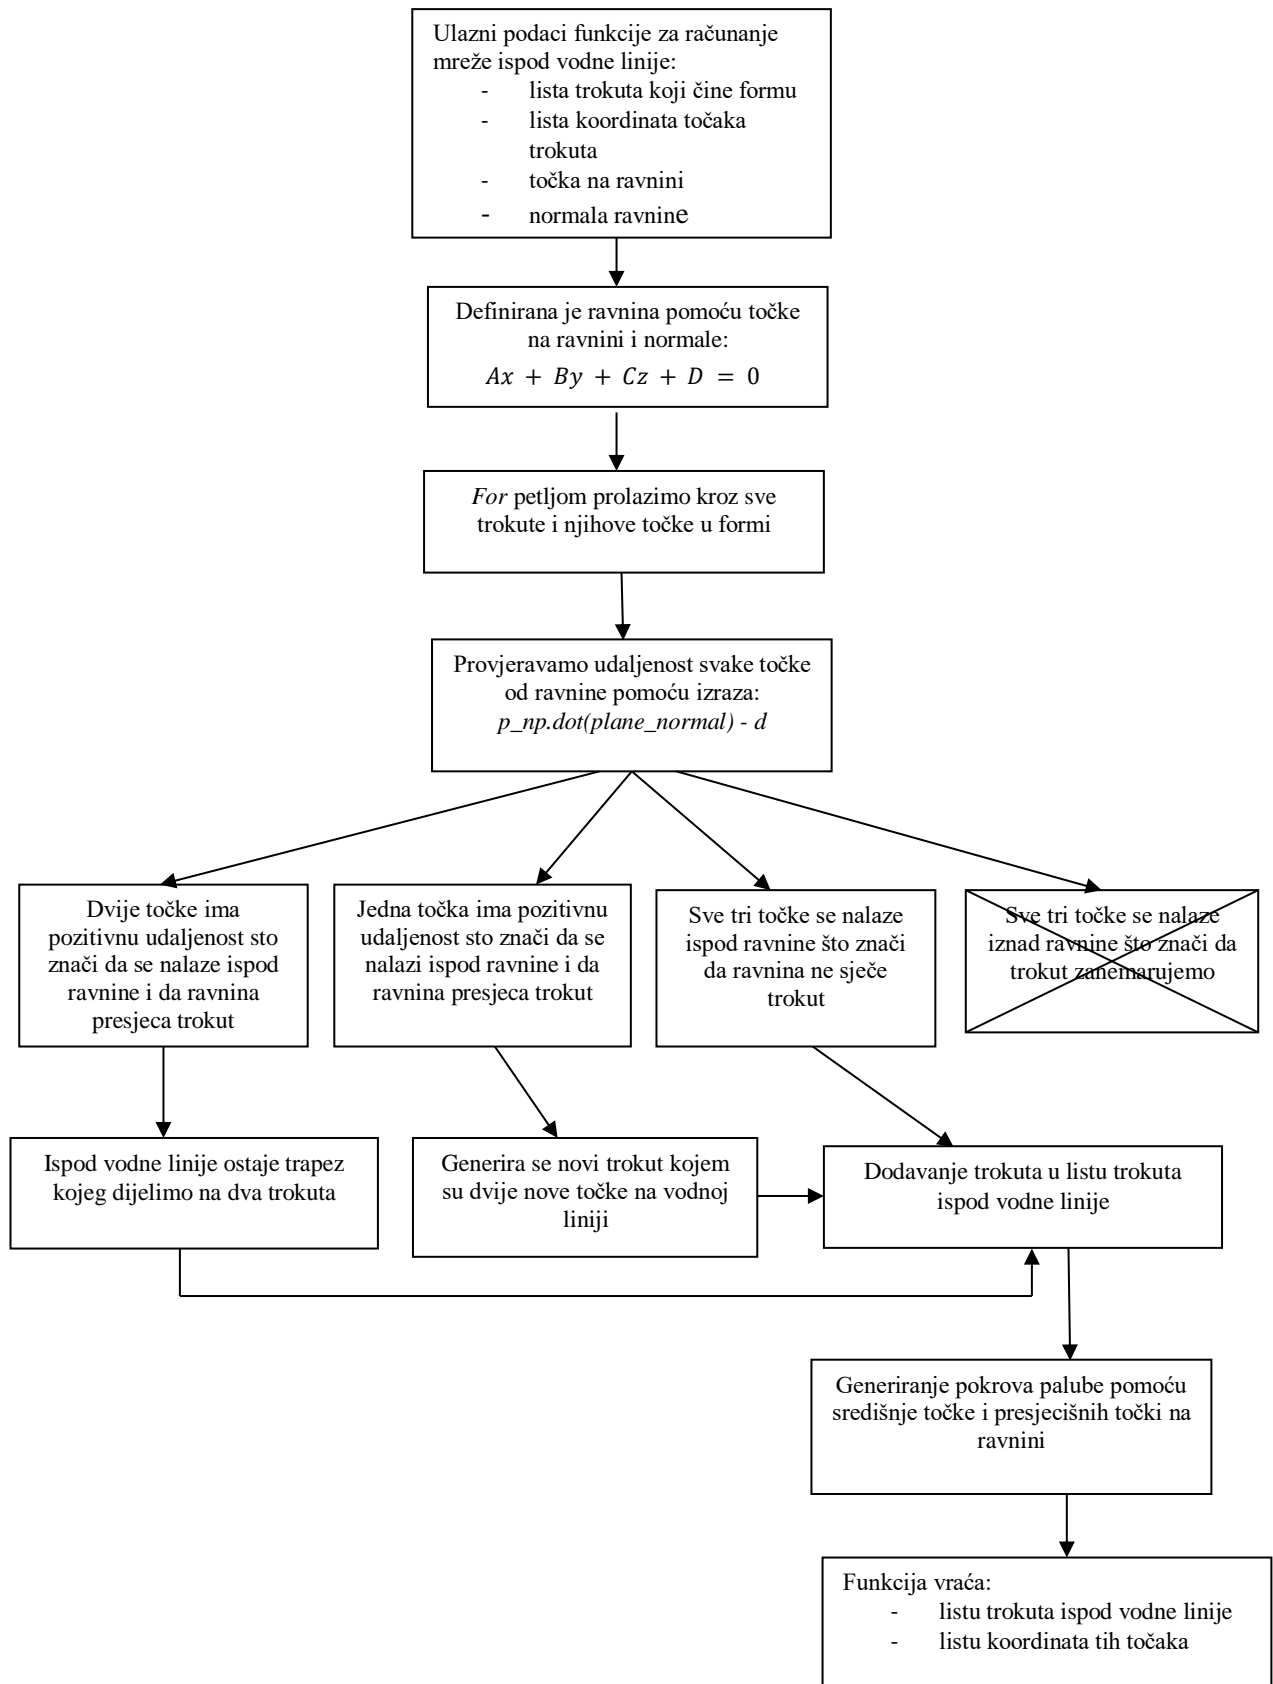 Ulazni podaci funkcije za računanje
mreže ispod vodne linije:
- lista trokuta koji čine formu
- lista koordinata točaka
trokuta
- točka na ravnini
- normala ravnine
Definirana je ravnina pomoću točke
na ravnini i normale:
Ax + By + Cz + D = 0
For petljom prolazimo kroz sve
trokute i njihove točke u formi
Provjeravamo udaljenost svake točke
od ravnine pomoću izraza:
p_np.dot(plane_normal) - d
Dvije točke ima
pozitivnu udaljenost sto
znači da se nalaze ispod
ravnine i da ravnina
presjeca trokut
Jedna točka ima pozitivnu
udaljenost sto znači da se
nalazi ispod ravnine i da
ravnina presjeca trokut
Sve tri točke se nalaze
ispod ravnine što znači
da ravnina ne sječe
trokut
Sve tri točke se nalaze
iznad ravnine što znači da
trokut zanemarujemo
Ispod vodne linije ostaje trapez
kojeg dijelimo na dva trokuta
Generira se novi trokut kojem
su dvije nove točke na vodnoj
liniji
Dodavanje trokuta u listu trokuta
ispod vodne linije
Generiranje pokrova palube pomoću
središnje točke i presjecišnih točki na
ravnini
Funkcija vraća:
- listu trokuta ispod vodne linije
- listu koordinata tih točaka